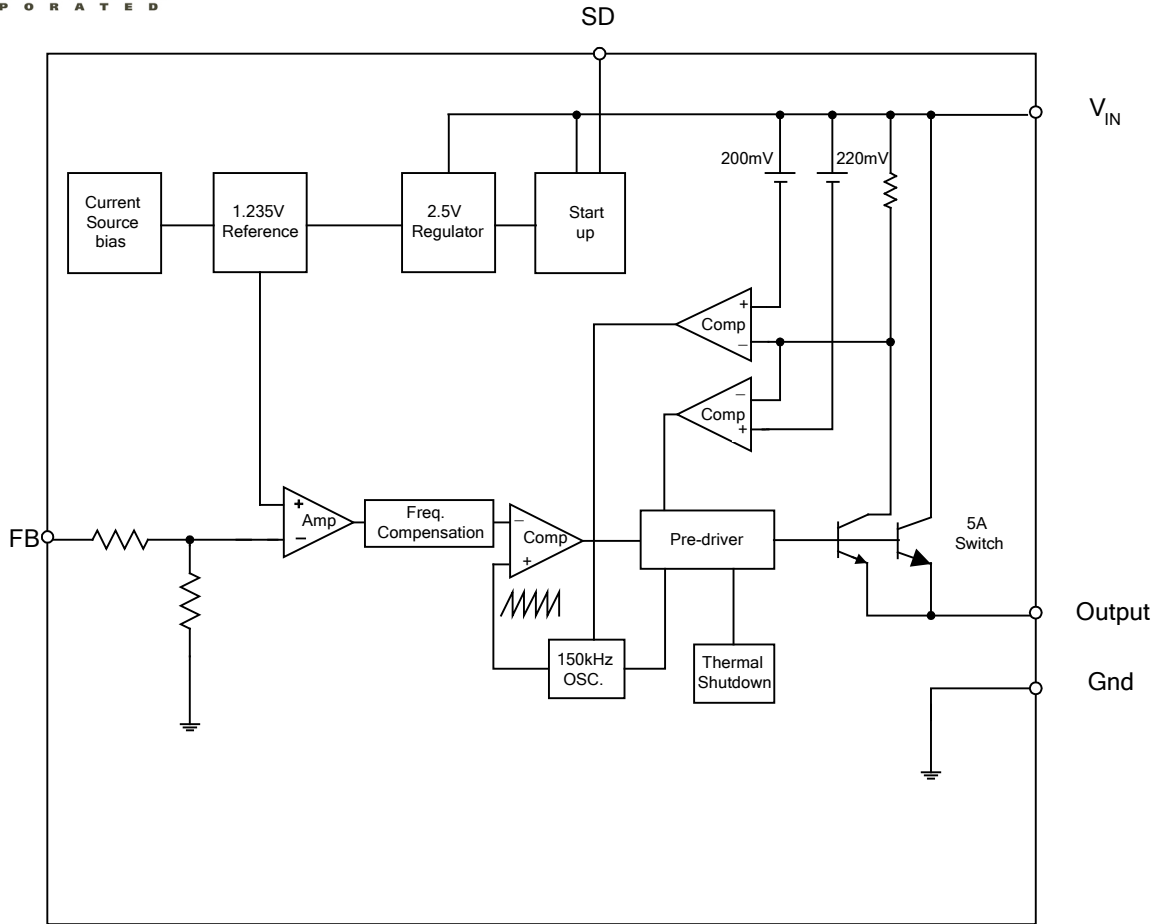 P O R A T E D
SD
V_IN
200mV
220mV
Current
Source
bias
1.235V
Reference
2.5V
Regulator
Start
up
+
Comp
−
−
Comp
+
+
Amp
−
Freq.
Compensation
−
Comp
+
Pre-driver
5A
Switch
FB
Output
150kHz
OSC.
Thermal
Shutdown
Gnd